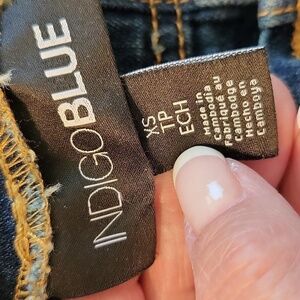 INDIGOBLUE
XS
TP
ECH
Made in
Cambodia
Fabriqué au
Cambodge
Hecho en
Camboya